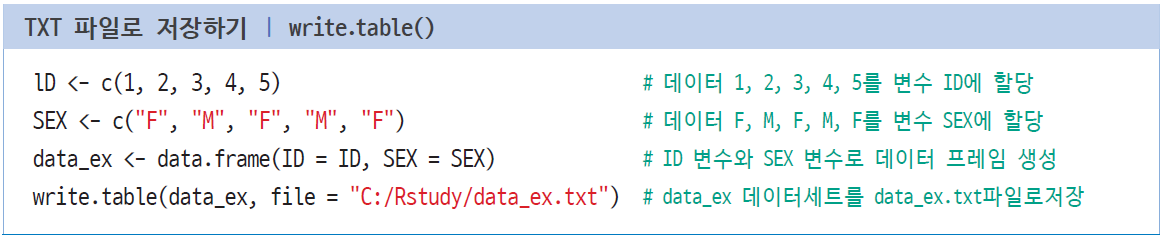 TXT 파일로 저장하기 | write.table()
lD <- c(1, 2, 3, 4, 5) # 데이터 1, 2, 3, 4, 5를 변수 ID에 할당
SEX <- c("F", "M", "F", "M", "F") # 데이터 F, M, F, M, F를 변수 SEX에 할당
data_ex <- data.frame(ID = ID, SEX = SEX) # ID 변수와 SEX 변수로 데이터 프레임 생성
write.table(data_ex, file = "C:/Rstudy/data_ex.txt") # data_ex 데이터세트를 data_ex.txt파일로저장